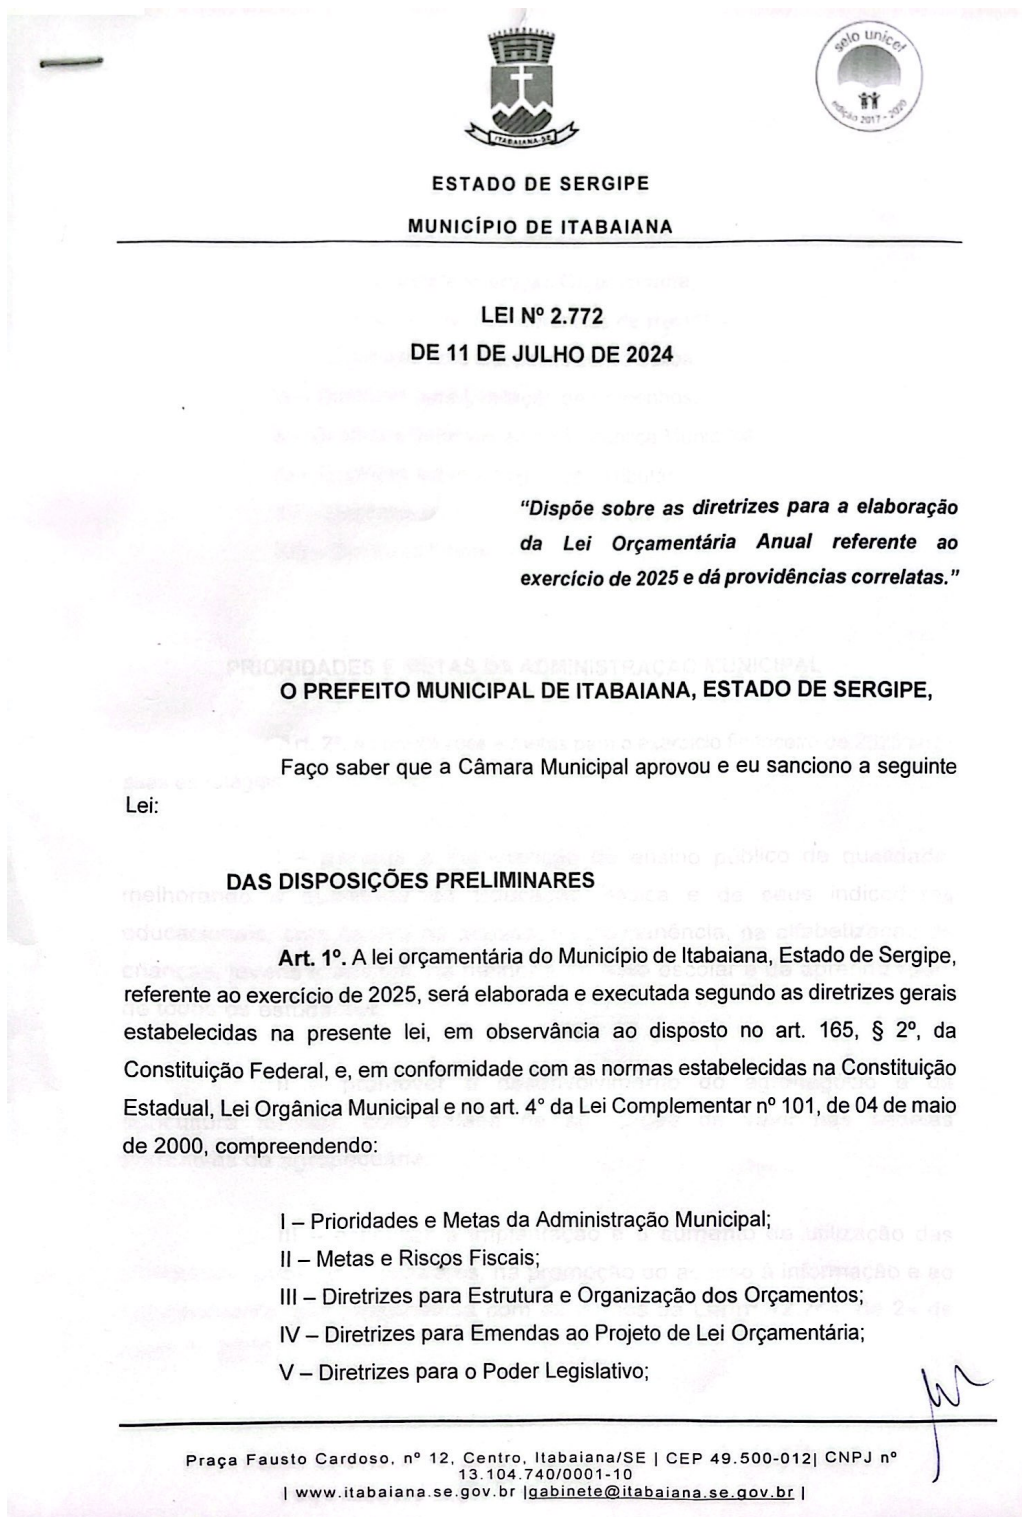 ITABAIANA-SE
selo unicef
edição 2017 - 2020
ESTADO DE SERGIPE
MUNICÍPIO DE ITABAIANA
LEI Nº 2.772
DE 11 DE JULHO DE 2024
“Dispõe sobre as diretrizes para a elaboração
da Lei Orçamentária Anual referente ao
exercício de 2025 e dá providências correlatas.”
O PREFEITO MUNICIPAL DE ITABAIANA, ESTADO DE SERGIPE,
Faço saber que a Câmara Municipal aprovou e eu sanciono a seguinte
Lei:
DAS DISPOSIÇÕES PRELIMINARES
Art. 1º. A lei orçamentária do Município de Itabaiana, Estado de Sergipe,
referente ao exercício de 2025, será elaborada e executada segundo as diretrizes gerais
estabelecidas na presente lei, em observância ao disposto no art. 165, § 2º, da
Constituição Federal, e, em conformidade com as normas estabelecidas na Constituição
Estadual, Lei Orgânica Municipal e no art. 4° da Lei Complementar nº 101, de 04 de maio
de 2000, compreendendo:
I – Prioridades e Metas da Administração Municipal;
II – Metas e Riscos Fiscais;
III – Diretrizes para Estrutura e Organização dos Orçamentos;
IV – Diretrizes para Emendas ao Projeto de Lei Orçamentária;
V – Diretrizes para o Poder Legislativo;
Praça Fausto Cardoso, nº 12, Centro, Itabaiana/SE | CEP 49.500-012| CNPJ nº
13.104.740/0001-10
| www.itabaiana.se.gov.br |gabinete@itabaiana.se.gov.br |